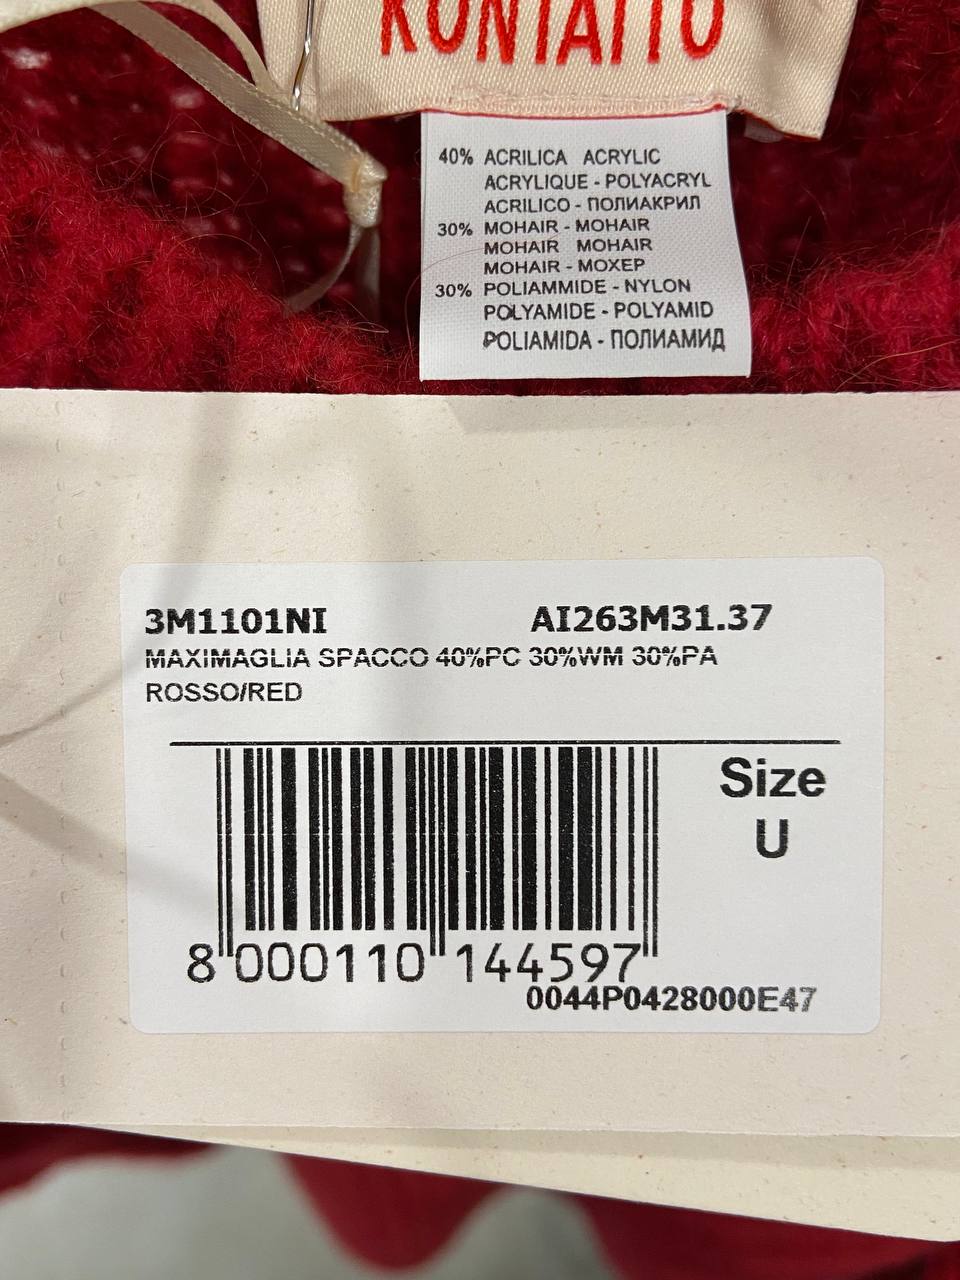 KONTATTO
40% ACRILICA ACRYLIC
ACRYLIQUE - POLYACRYL
ACRILICO - ПОЛИАКРИЛ
30% MOHAIR - MOHAIR
MOHAIR MOHAIR
MOHAIR - МОХЕР
30% POLIAMMIDE - NYLON
POLYAMIDE - POLYAMID
POLIAMIDA - ПОЛИАМИД
3M1101NI AI263M31.37
MAXIMAGLIA SPACCO 40%PC 30%WM 30%PA
ROSSO/RED
Size
U
8 000110 144597
0044P0428000E47